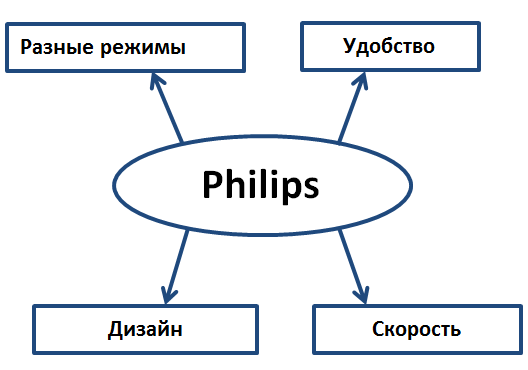 Разные режимы
Удобство
Philips
Дизайн
Скорость